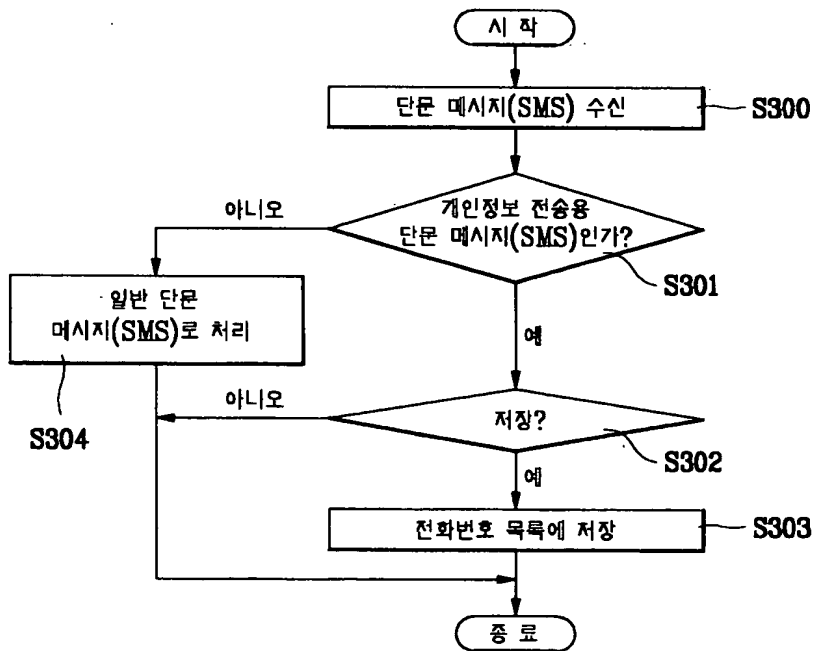 시 작
단문 메시지(SMS) 수신
S300
개인정보 전송용
단문 메시지(SMS)인가?
S301
아니오
일반 단문
메시지(SMS)로 처리
S304
예
저장?
S302
아니오
예
전화번호 목록에 저장
S303
종 료